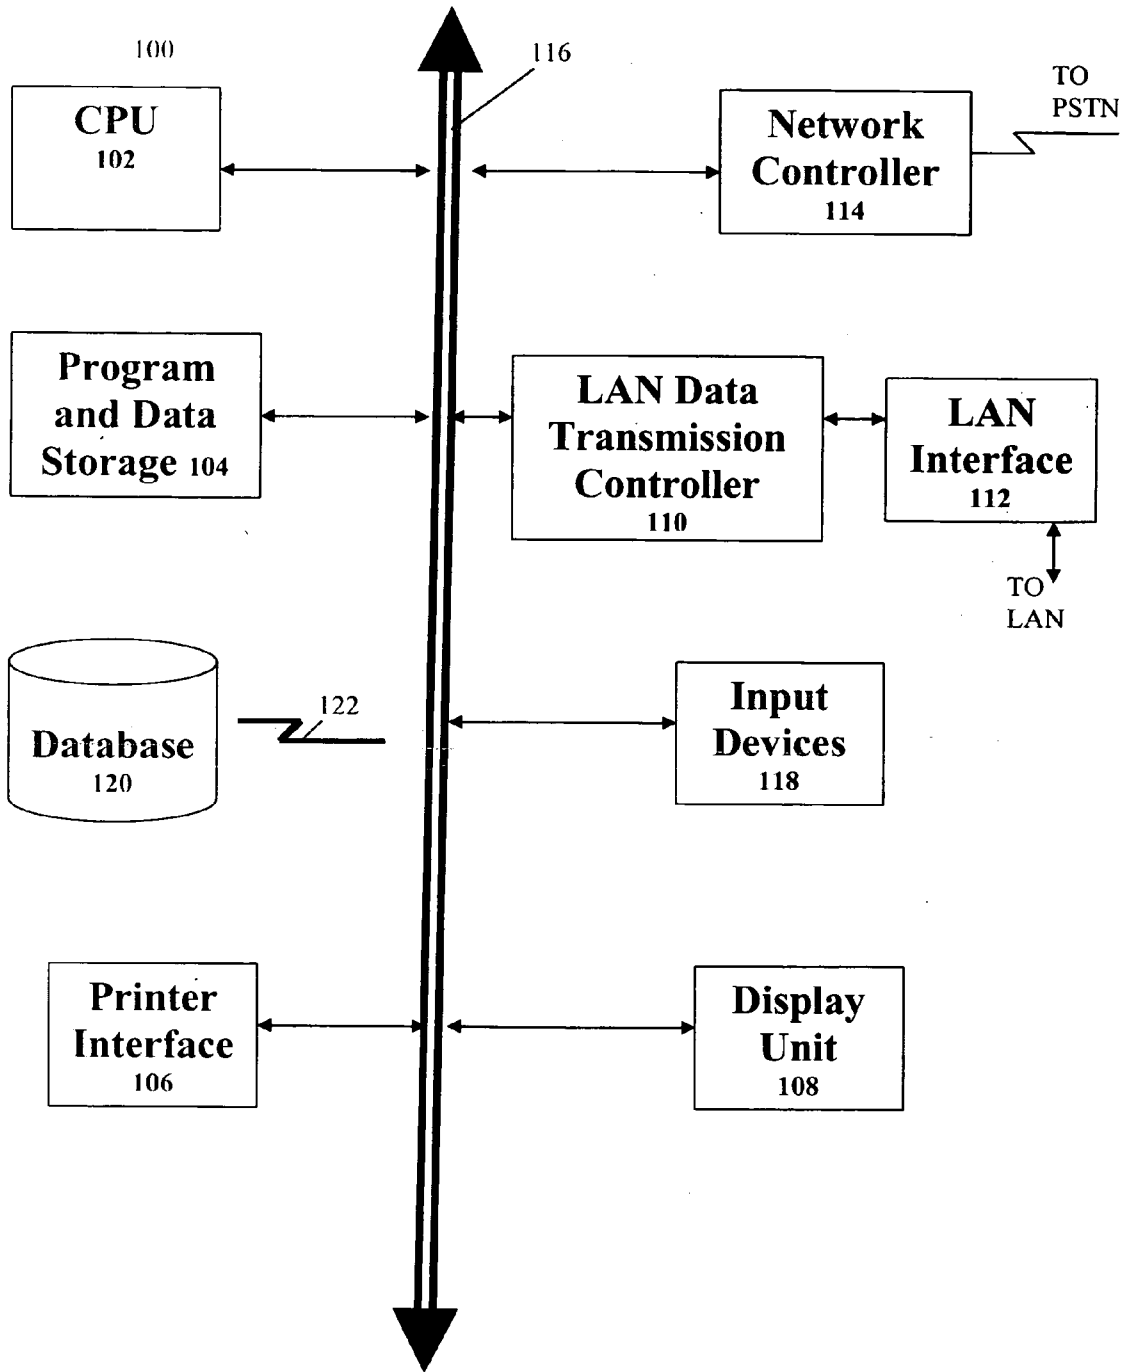 100
116
TO
PSTN
CPU
102
Network
Controller
114
Program
and Data
Storage 104
LAN Data
Transmission
Controller
110
LAN
Interface
112
TO
LAN
Database
120
122
Input
Devices
118
Printer
Interface
106
Display
Unit
108